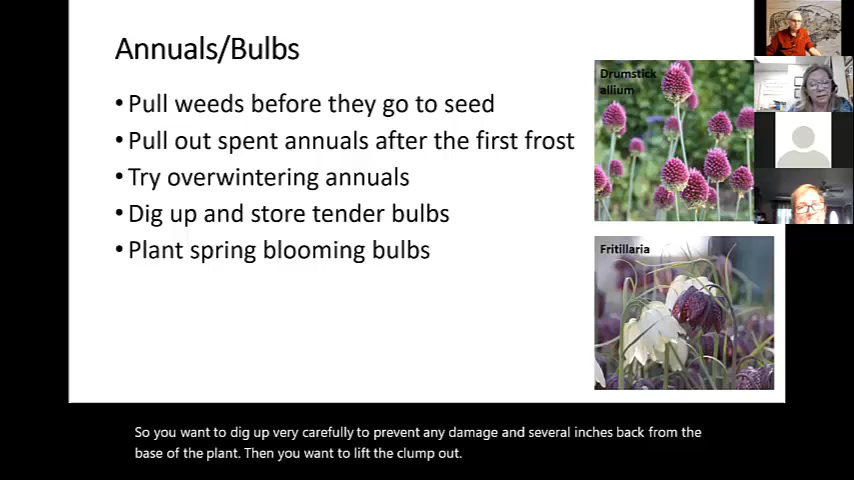 Annuals/Bulbs
• Pull weeds before they go to seed
• Pull out spent annuals after the first frost
• Try overwintering annuals
• Dig up and store tender bulbs
• Plant spring blooming bulbs
Drumstick
allium
Fritillaria
So you want to dig up very carefully to prevent any damage and several inches back from the
base of the plant. Then you want to lift the clump out.